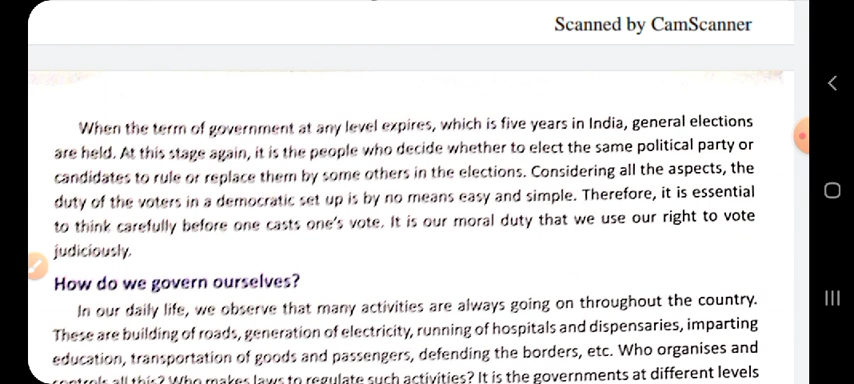 Scanned by CamScanner
When the term of government at any level expires, which is five years in India, general elections
are held. At this stage again, it is the people who decide whether to elect the same political party or
candidates to rule or replace them by some others in the elections. Considering all the aspects, the
duty of the voters in a democratic set up is by no means easy and simple. Therefore, it is essential
to think carefully before one casts one's vote. It is our moral duty that we use our right to vote
judiciously.
How do we govern ourselves?
In our daily life, we observe that many activities are always going on throughout the country.
These are building of roads, generation of electricity, running of hospitals and dispensaries, imparting
education, transportation of goods and passengers, defending the borders, etc. Who organises and
controls all this? Who makes laws to regulate such activities? It is the governments at different levels